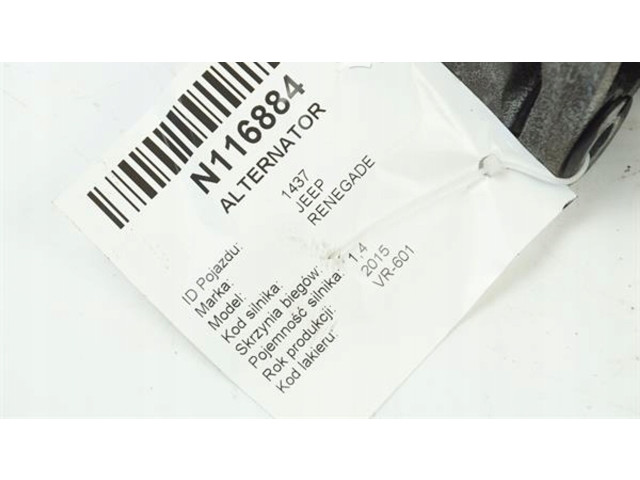 N116884
ALTERNATOR
ID Pojazdu: 1437
Marka: JEEP
Model: RENEGADE
Kod silnika:
Skrzynia biegów:
Pojemność silnika: 1,4
Rok produkcji: 2015
Kod lakieru: VR-601